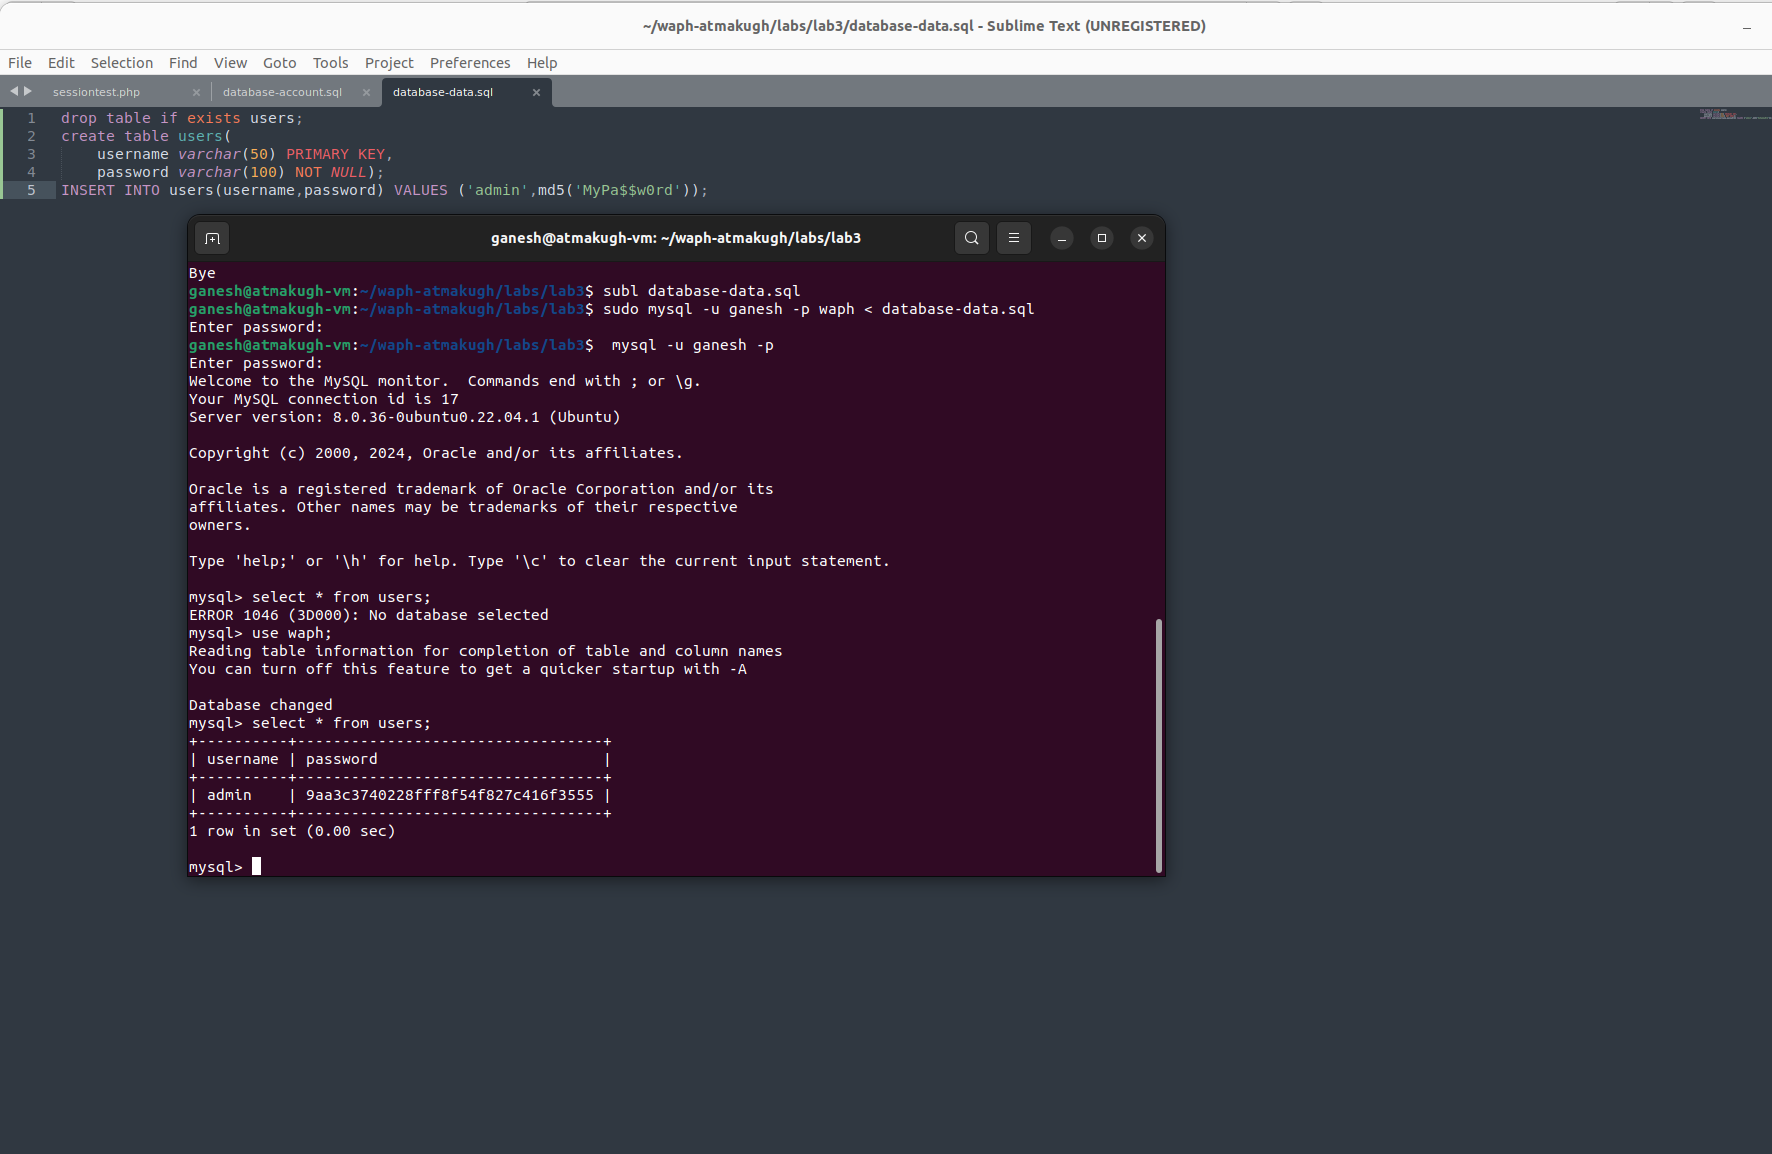 ~/waph-atmakugh/labs/lab3/database-data.sql - Sublime Text (UNREGISTERED)
File Edit Selection Find View Goto Tools Project Preferences Help
sessiontest.php × database-account.sql × database-data.sql ×
1 drop table if exists users;
2 create table users(
3     username varchar(50) PRIMARY KEY,
4     password varchar(100) NOT NULL);
5 INSERT INTO users(username,password) VALUES ('admin',md5('MyPa$$w0rd'));
ganesh@atmakugh-vm: ~/waph-atmakugh/labs/lab3
Bye
ganesh@atmakugh-vm:~/waph-atmakugh/labs/lab3$ subl database-data.sql
ganesh@atmakugh-vm:~/waph-atmakugh/labs/lab3$ sudo mysql -u ganesh -p waph < database-data.sql
Enter password:
ganesh@atmakugh-vm:~/waph-atmakugh/labs/lab3$  mysql -u ganesh -p
Enter password:
Welcome to the MySQL monitor.  Commands end with ; or \g.
Your MySQL connection id is 17
Server version: 8.0.36-0ubuntu0.22.04.1 (Ubuntu)
Copyright (c) 2000, 2024, Oracle and/or its affiliates.
Oracle is a registered trademark of Oracle Corporation and/or its
affiliates. Other names may be trademarks of their respective
owners.
Type 'help;' or '\h' for help. Type '\c' to clear the current input statement.
mysql> select * from users;
ERROR 1046 (3D000): No database selected
mysql> use waph;
Reading table information for completion of table and column names
You can turn off this feature to get a quicker startup with -A
Database changed
mysql> select * from users;
+----------+----------------------------------+
| username | password                         |
+----------+----------------------------------+
| admin    | 9aa3c3740228fff8f54f827c416f3555 |
+----------+----------------------------------+
1 row in set (0.00 sec)
mysql>